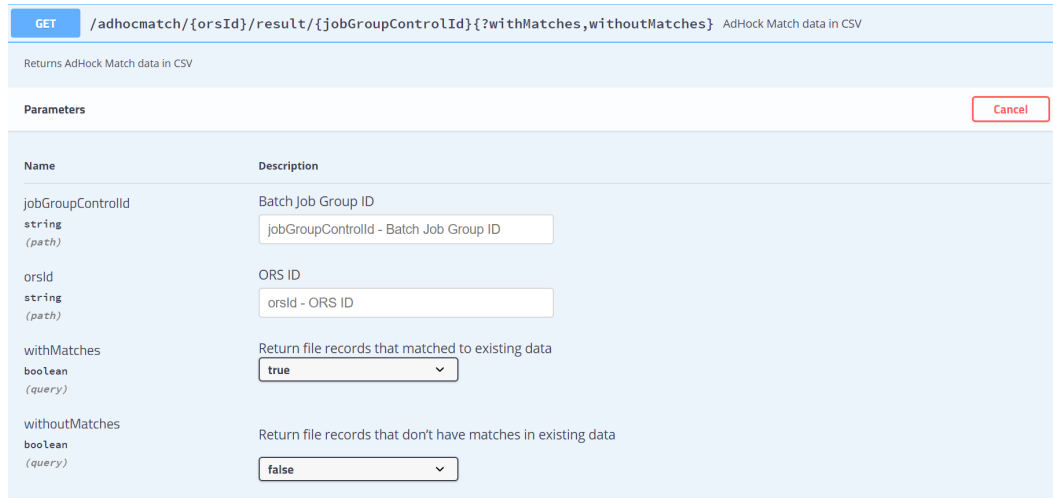 GET /adhocmatch/{orsId}/result/{jobGroupControlId}{?withMatches,withoutMatches} AdHock Match data in CSV
Returns AdHock Match data in CSV
Parameters Cancel
Name Description
jobGroupControlId Batch Job Group ID
string jobGroupControlId - Batch Job Group ID
(path)
orsId ORS ID
string orsId - ORS ID
(path)
withMatches Return file records that matched to existing data
boolean true
(query)
withoutMatches
boolean Return file records that don't have matches in existing data
(query) false